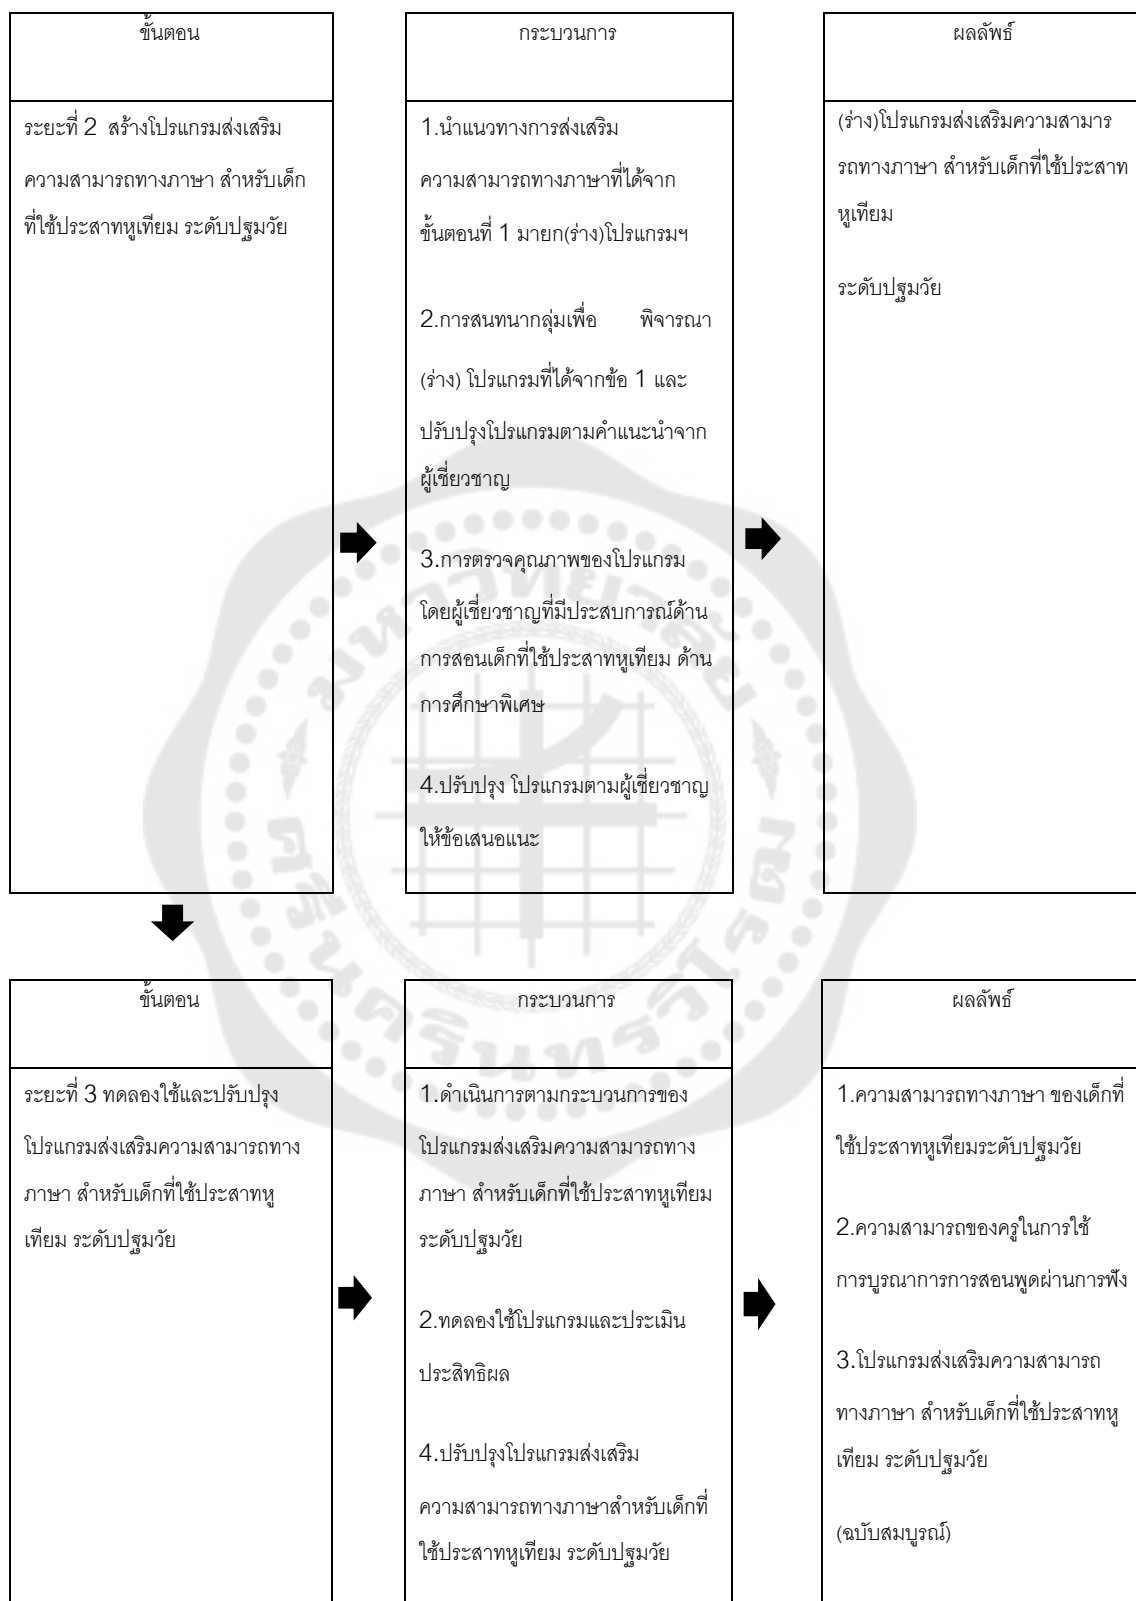 ขั้นตอน
ระยะที่ 2 สร้างโปรแกรมส่งเสริม
ความสามารถทางภาษา สำหรับเด็ก
ที่ใช้ประสาทหูเทียม ระดับปฐมวัย
กระบวนการ
1.นำแนวทางการส่งเสริม
ความสามารถทางภาษาที่ได้จาก
ขั้นตอนที่ 1 มายก(ร่าง)โปรแกรมฯ
2.การสนทนากลุ่มเพื่อ พิจารณา
(ร่าง) โปรแกรมที่ได้จากข้อ 1 และ
ปรับปรุงโปรแกรมตามคำแนะนำจาก
ผู้เชี่ยวชาญ
3.การตรวจคุณภาพของโปรแกรม
โดยผู้เชี่ยวชาญที่มีประสบการณ์ด้าน
การสอนเด็กที่ใช้ประสาทหูเทียม ด้าน
การศึกษาพิเศษ
4.ปรับปรุง โปรแกรมตามผู้เชี่ยวชาญ
ให้ข้อเสนอแนะ
ผลลัพธ์
(ร่าง)โปรแกรมส่งเสริมความสามาร
รถทางภาษา สำหรับเด็กที่ใช้ประสาท
หูเทียม
ระดับปฐมวัย
ขั้นตอน
ระยะที่ 3 ทดลองใช้และปรับปรุง
โปรแกรมส่งเสริมความสามารถทาง
ภาษา สำหรับเด็กที่ใช้ประสาทหู
เทียม ระดับปฐมวัย
กระบวนการ
1.ดำเนินการตามกระบวนการของ
โปรแกรมส่งเสริมความสามารถทาง
ภาษา สำหรับเด็กที่ใช้ประสาทหูเทียม
ระดับปฐมวัย
2.ทดลองใช้โปรแกรมและประเมิน
ประสิทธิผล
4.ปรับปรุงโปรแกรมส่งเสริม
ความสามารถทางภาษาสำหรับเด็กที่
ใช้ประสาทหูเทียม ระดับปฐมวัย
ผลลัพธ์
1.ความสามารถทางภาษา ของเด็กที่
ใช้ประสาทหูเทียมระดับปฐมวัย
2.ความสามารถของครูในการใช้
การบูรณาการการสอนพูดผ่านการฟัง
3.โปรแกรมส่งเสริมความสามารถ
ทางภาษา สำหรับเด็กที่ใช้ประสาทหู
เทียม ระดับปฐมวัย
(ฉบับสมบูรณ์)
มหาวิทยาลัย
ศรีนครินทรวิโรฒ